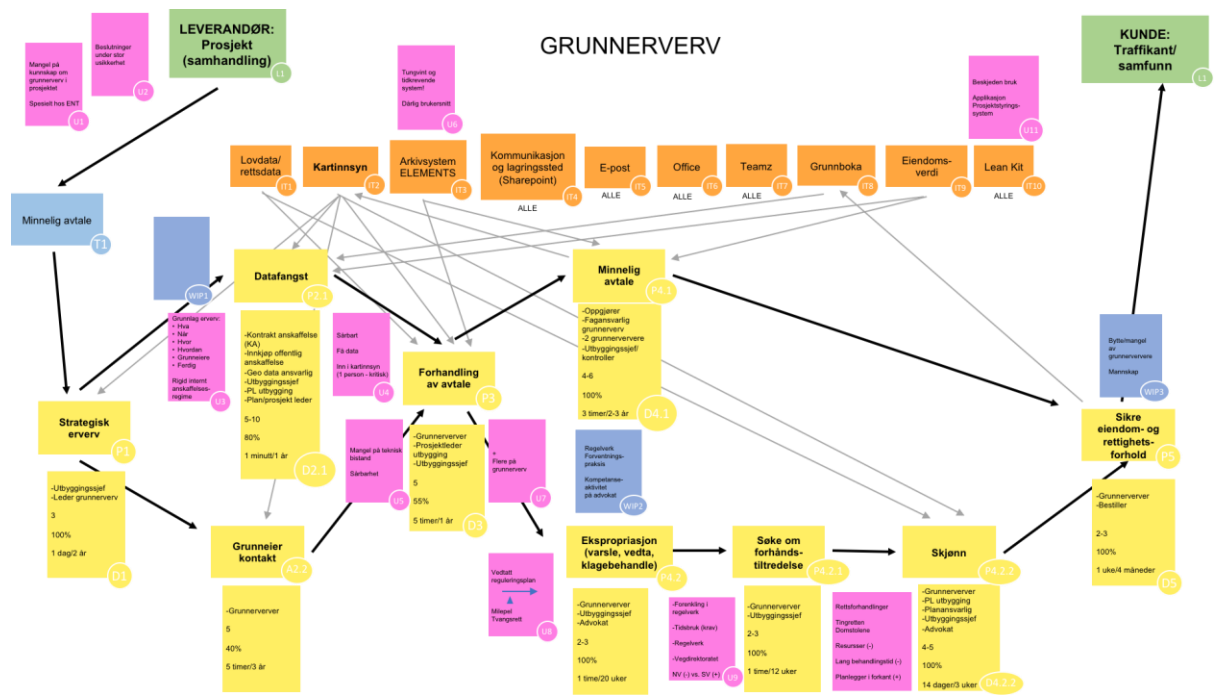 GRUNNERVERV
LEVERANDØR:
Prosjekt
(samhandling)
L1
KUNDE:
Traffikant/
samfunn
L1
Mangel på
kunnskap om
grunnerverv i
prosjektet
Spesielt hos ENT
U1
Beslutninger
under stor
usikkerhet
U2
Tungvint og
tidkrevende
system!
Dårlig brukersnitt
U6
Beskjeden bruk
Applikasjon
Prosjektstyrings-
system
U11
Lovdata/
rettsdata
IT1
Kartinnsyn
IT2
Arkivsystem
ELEMENTS
IT3
Kommunikasjon
og lagringssted
(Sharepoint)
IT4
ALLE
E-post
IT5
ALLE
Office
IT6
ALLE
Teamz
IT7
ALLE
Grunnboka
IT8
Eiendoms-
verdi
IT9
Lean Kit
IT10
ALLE
Minnelig avtale
T1
WIP1
Grunnlag erverv:
• Hva
• Når
• Hvor
• Hvordan
• Grunneiere
• Ferdig
Rigid internt
anskaffelses-
regime
U3
Datafangst
P2.1
-Kontrakt anskaffelse
(KA)
-Innkjøp offentlig
anskaffelse
-Geo data ansvarlig
-Utbyggingssjef
-PL utbygging
-Plan/prosjekt leder
5-10
80%
1 minutt/1 år
D2.1
Sårbart
Få data
Inn i kartinnsyn
(1 person - kritisk)
U4
Minnelig
avtale
P4.1
-Oppgjører
-Fagansvarlig
grunnerverv
-2 grunnerververe
-Utbyggingssjef/
kontroller
4-6
100%
3 timer/2-3 år
D4.1
Forhandling
av avtale
P3
-Grunnerverver
-Prosjektleder
utbygging
-Utbyggingssjef
5
55%
5 timer/1 år
D3
Bytte/mangel
av
grunnerververe
Mannskap
WIP3
Strategisk
erverv
P1
-Utbyggingssjef
-Leder grunnerverv
3
100%
1 dag/2 år
D1
Mangel på teknisk
bistand
Sårbarhet
U5
+
Flere på
grunnerverv
U7
Regelverk
Forventnings-
praksis
Kompetanse-
aktivitet
på advokat
WIP2
Sikre
eiendom- og
rettighets-
forhold
P5
-Grunnerverver
-Bestiller
2-3
100%
1 uke/4 måneder
D5
Grunneier
kontakt
A2.2
-Grunnerverver
5
40%
5 timer/3 år
Vedtatt
reguleringsplan
Milepel
Tvangsrett
U8
Ekspropriasjon
(varsle, vedta,
klagebehandle)
P4.2
-Grunnerverver
-Utbyggingssjef
-Advokat
2-3
100%
1 time/20 uker
-Forenkling i
regelverk
-Tidsbruk (krav)
-Regelverk
-Vegdirektoratet
NV (-) vs. SV (+)
U9
Søke om
forhånds-
tiltredelse
P4.2.1
-Grunnerverver
-Utbyggingssjef
2-3
100%
1 time/12 uker
Rettsforhandlinger
Tingretten
Domstolene
Resursser (-)
Lang behandlingstid (-)
Planlegger i forkant (+)
Skjønn
P4.2.2
-Grunnerverver
-PL utbygging
-Planansvarlig
-Utbyggingssjef
-Advokat
4-5
100%
14 dager/3 uker
D4.2.2